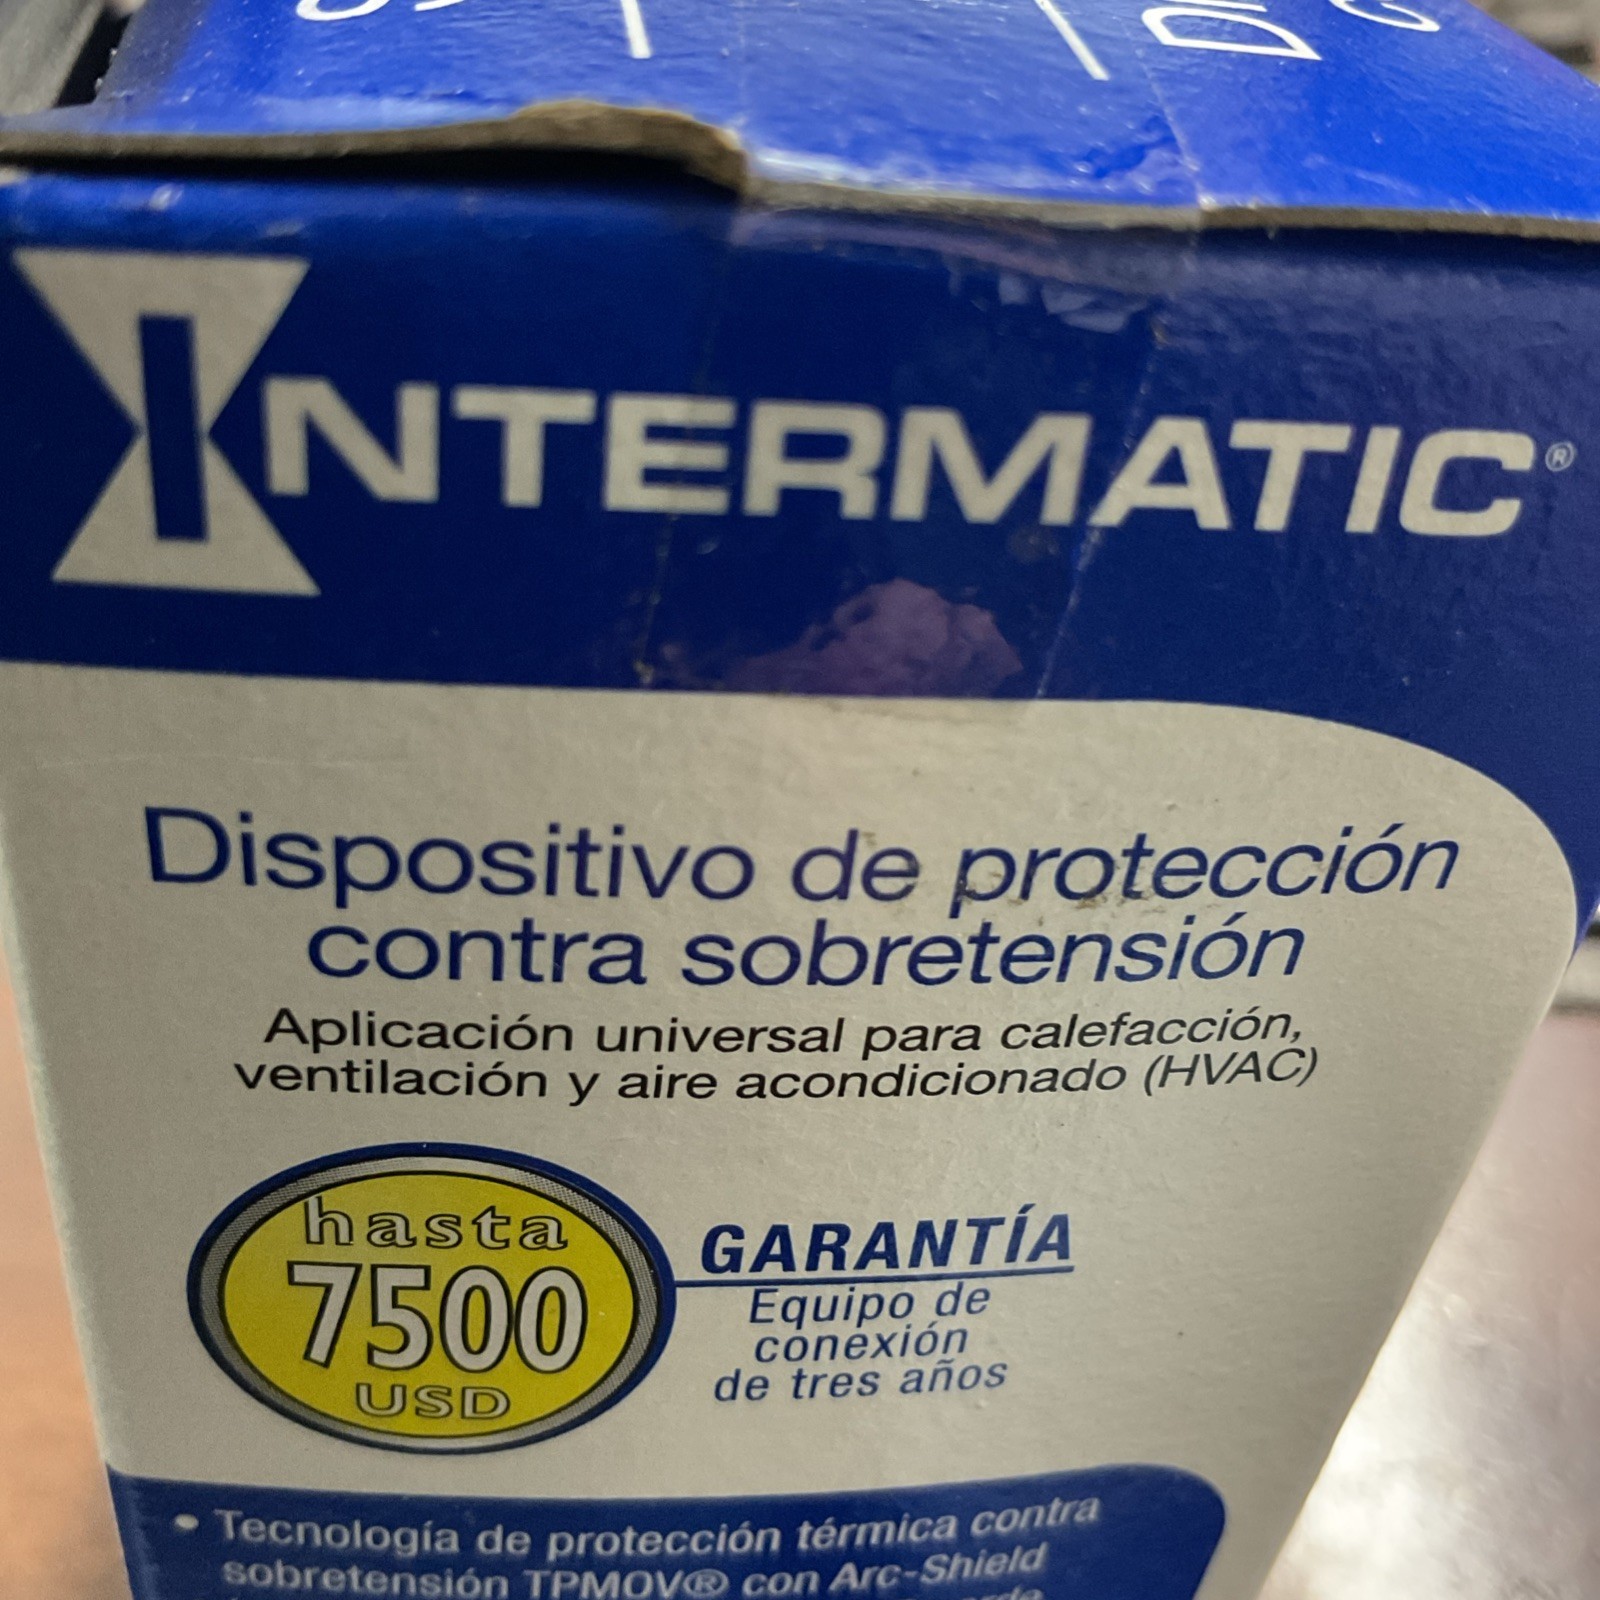 INTERMATIC®
Dispositivo de protección
contra sobretensión
Aplicación universal para calefacción,
ventilación y aire acondicionado (HVAC)
hasta
7500
USD
GARANTÍA
Equipo de
conexión
de tres años
• Tecnología de protección térmica contra
sobretensión TPMOV® con Arc-Shield